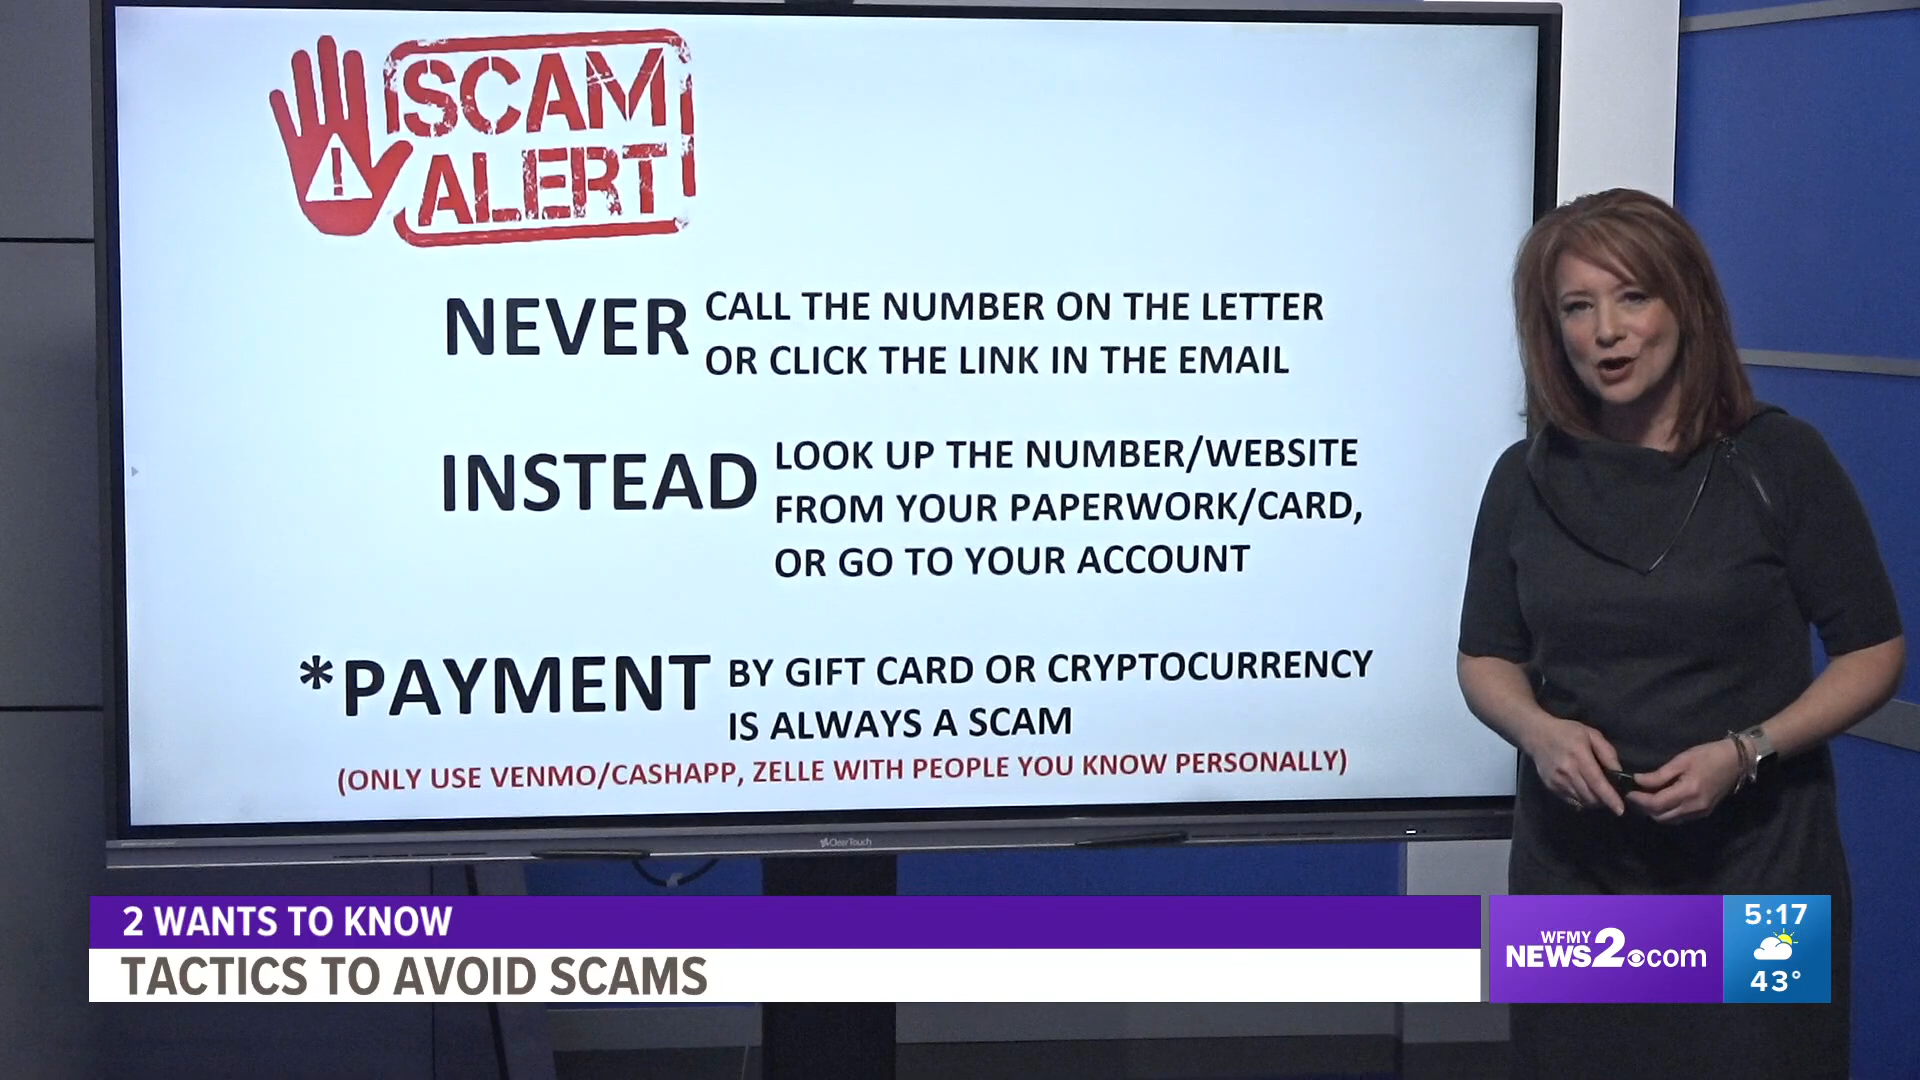 SCAM
ALERT
!
NEVER CALL THE NUMBER ON THE LETTER
OR CLICK THE LINK IN THE EMAIL
INSTEAD LOOK UP THE NUMBER/WEBSITE
FROM YOUR PAPERWORK/CARD,
OR GO TO YOUR ACCOUNT
*PAYMENT BY GIFT CARD OR CRYPTOCURRENCY
IS ALWAYS A SCAM
(ONLY USE VENMO/CASHAPP, ZELLE WITH PEOPLE YOU KNOW PERSONALLY)
ClearTouch
2 WANTS TO KNOW
TACTICS TO AVOID SCAMS
WFMY
NEWS2.com
5:17
43°